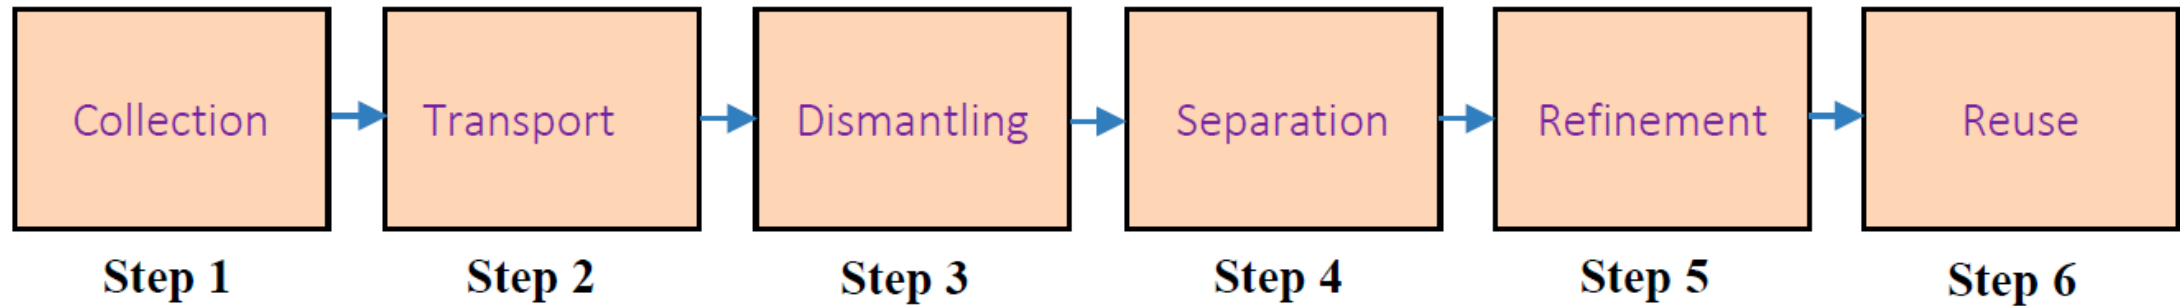 Collection
Transport
Dismantling
Separation
Refinement
Reuse
Step 1
Step 2
Step 3
Step 4
Step 5
Step 6